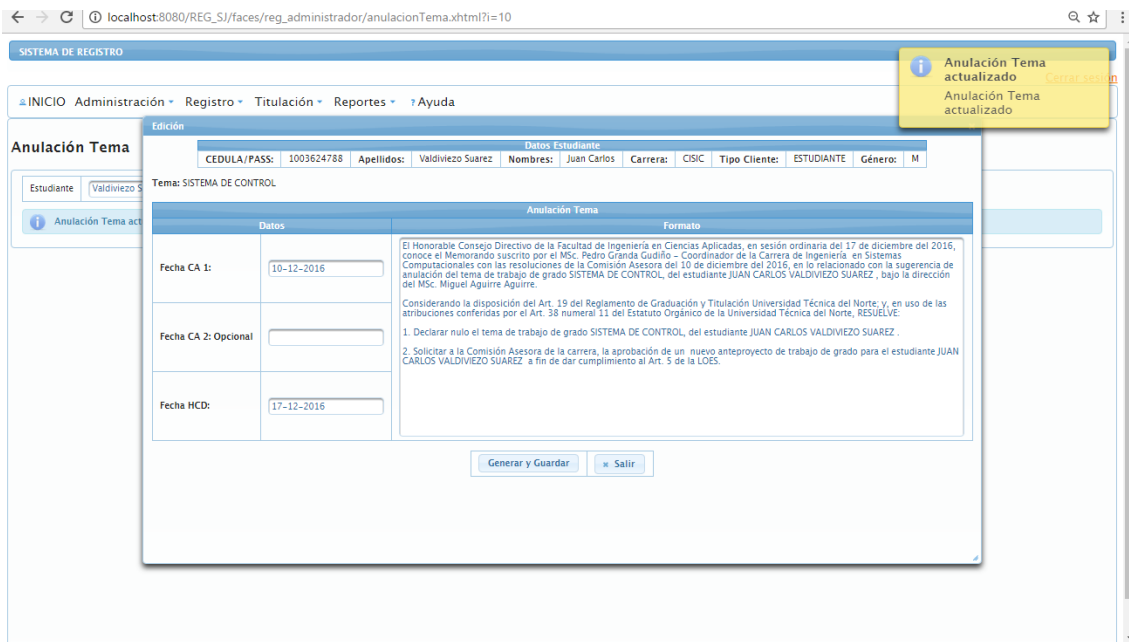 localhost:8080/REG_SJ/faces/reg_administrador/anulacionTema.xhtml?i=10
SISTEMA DE REGISTRO
Anulación Tema
actualizado
Anulación Tema
actualizado
Cerrar sesión
INICIO Administración Registro Titulación Reportes ? Ayuda
Anulación Tema
Estudiante Valdiviezo S
Anulación Tema act
Edición
Datos Estudiante
CEDULA/PASS: 1003624788 Apellidos: Valdiviezo Suarez Nombres: Juan Carlos Carrera: CISIC Tipo Cliente: ESTUDIANTE Género: M
Tema: SISTEMA DE CONTROL
Anulación Tema
Datos Formato
Fecha CA 1: 10-12-2016
Fecha CA 2: Opcional
Fecha HCD: 17-12-2016
El Honorable Consejo Directivo de la Facultad de Ingeniería en Ciencias Aplicadas, en sesión ordinaria del 17 de diciembre del 2016,
conoce el Memorando suscrito por el MSc. Pedro Granda Gudiño – Coordinador de la Carrera de Ingeniería en Sistemas
Computacionales con las resoluciones de la Comisión Asesora del 10 de diciembre del 2016, en lo relacionado con la sugerencia de
anulación del tema de trabajo de grado SISTEMA DE CONTROL, del estudiante JUAN CARLOS VALDIVIEZO SUAREZ , bajo la dirección
del MSc. Miguel Aguirre Aguirre.
Considerando la disposición del Art. 19 del Reglamento de Graduación y Titulación Universidad Técnica del Norte; y, en uso de las
atribuciones conferidas por el Art. 38 numeral 11 del Estatuto Orgánico de la Universidad Técnica del Norte, RESUELVE:
1. Declarar nulo el tema de trabajo de grado SISTEMA DE CONTROL, del estudiante JUAN CARLOS VALDIVIEZO SUAREZ .
2. Solicitar a la Comisión Asesora de la carrera, la aprobación de un nuevo anteproyecto de trabajo de grado para el estudiante JUAN
CARLOS VALDIVIEZO SUAREZ a fin de dar cumplimiento al Art. 5 de la LOES.
Generar y Guardar Salir